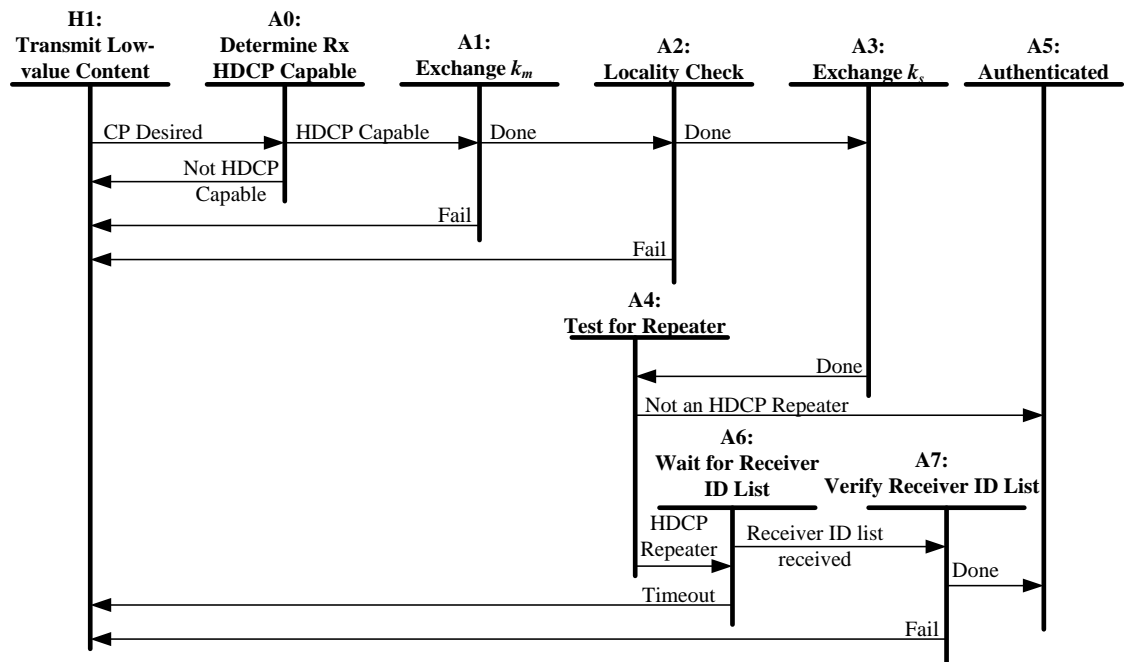 H1:
Transmit Low-
value Content
A0:
Determine Rx
HDCP Capable
A1:
Exchange km
A2:
Locality Check
A3:
Exchange ks
A5:
Authenticated
CP Desired
HDCP Capable
Done
Done
Not HDCP
Capable
Fail
Fail
A4:
Test for Repeater
Done
Not an HDCP Repeater
A6:
Wait for Receiver
ID List
A7:
Verify Receiver ID List
HDCP
Repeater
Receiver ID list
received
Done
Timeout
Fail